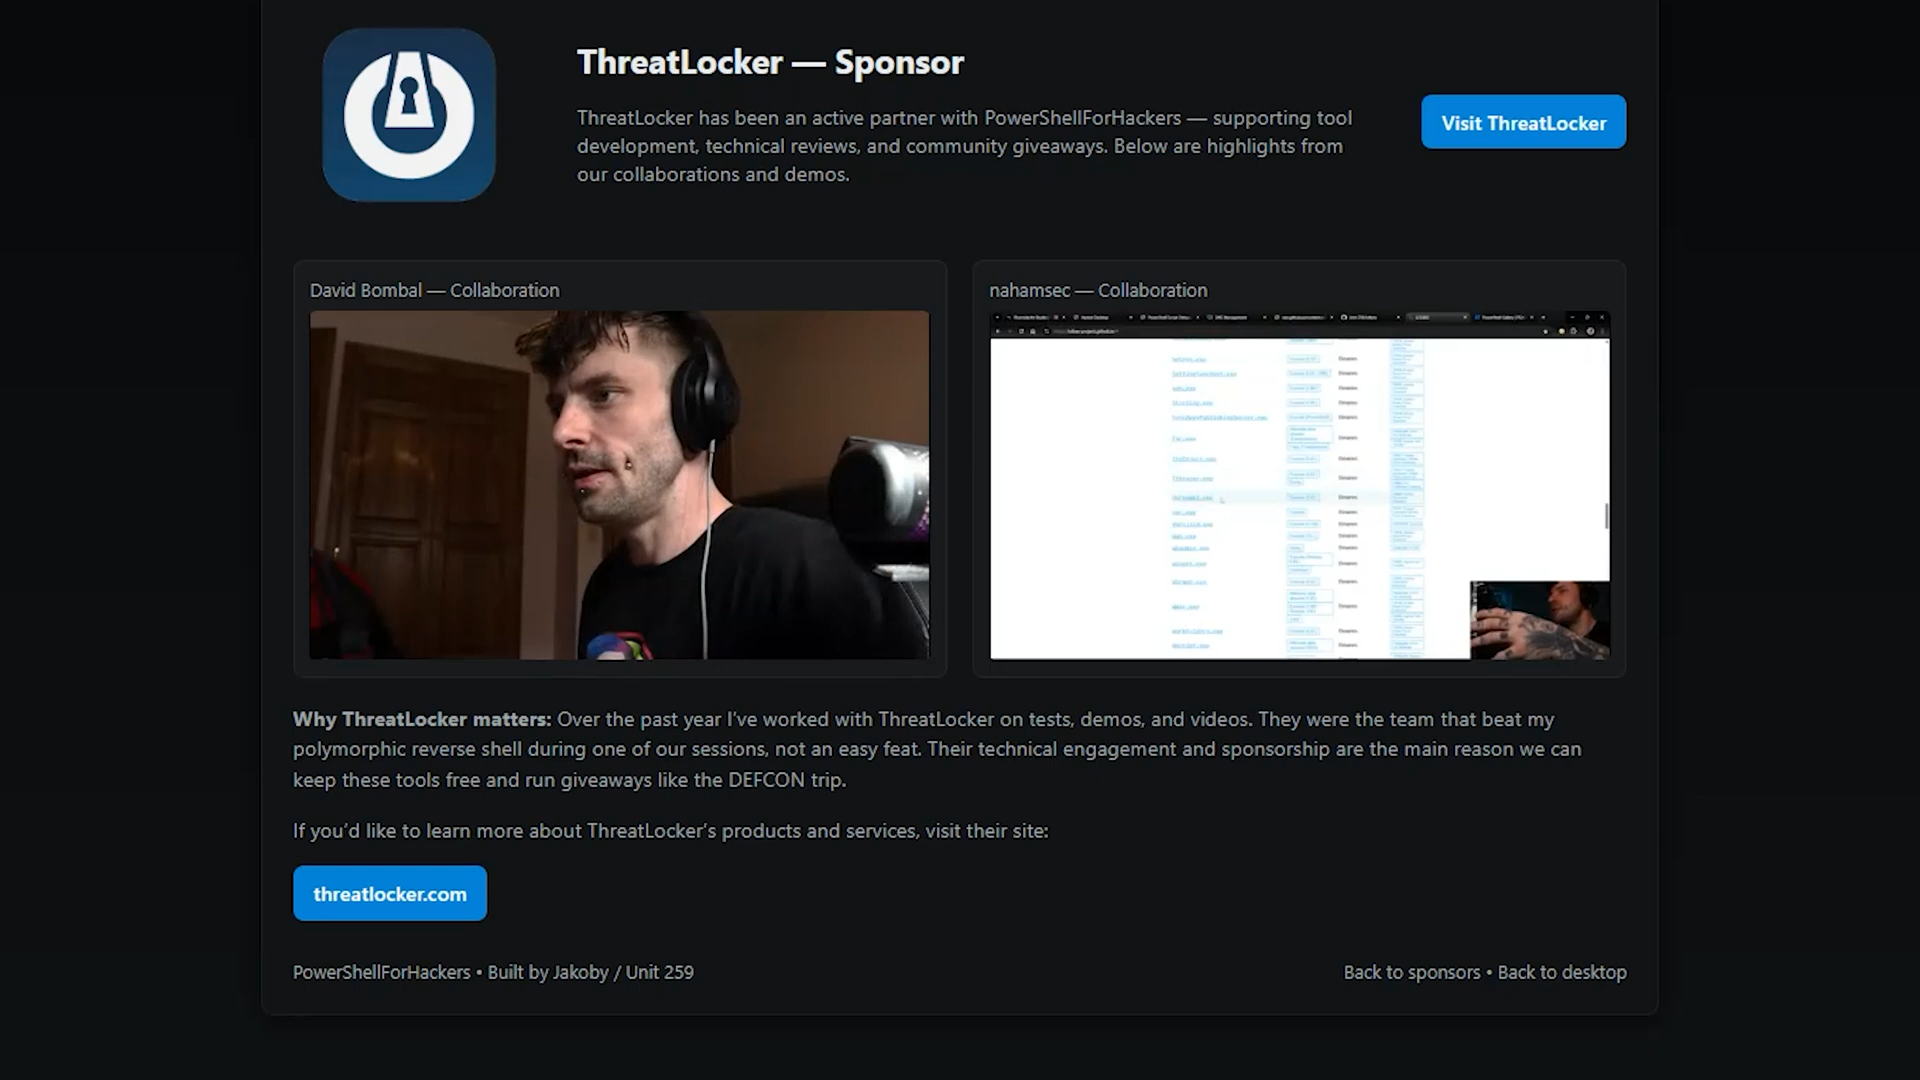 ThreatLocker — Sponsor
ThreatLocker has been an active partner with PowerShellForHackers — supporting tool
development, technical reviews, and community giveaways. Below are highlights from
our collaborations and demos.
Visit ThreatLocker
David Bombal — Collaboration
nahamsec — Collaboration
Why ThreatLocker matters: Over the past year I’ve worked with ThreatLocker on tests, demos, and videos. They were the team that beat my
polymorphic reverse shell during one of our sessions, not an easy feat. Their technical engagement and sponsorship are the main reason we can
keep these tools free and run giveaways like the DEFCON trip.
If you’d like to learn more about ThreatLocker’s products and services, visit their site:
threatlocker.com
PowerShellForHackers • Built by Jakoby / Unit 259
Back to sponsors • Back to desktop